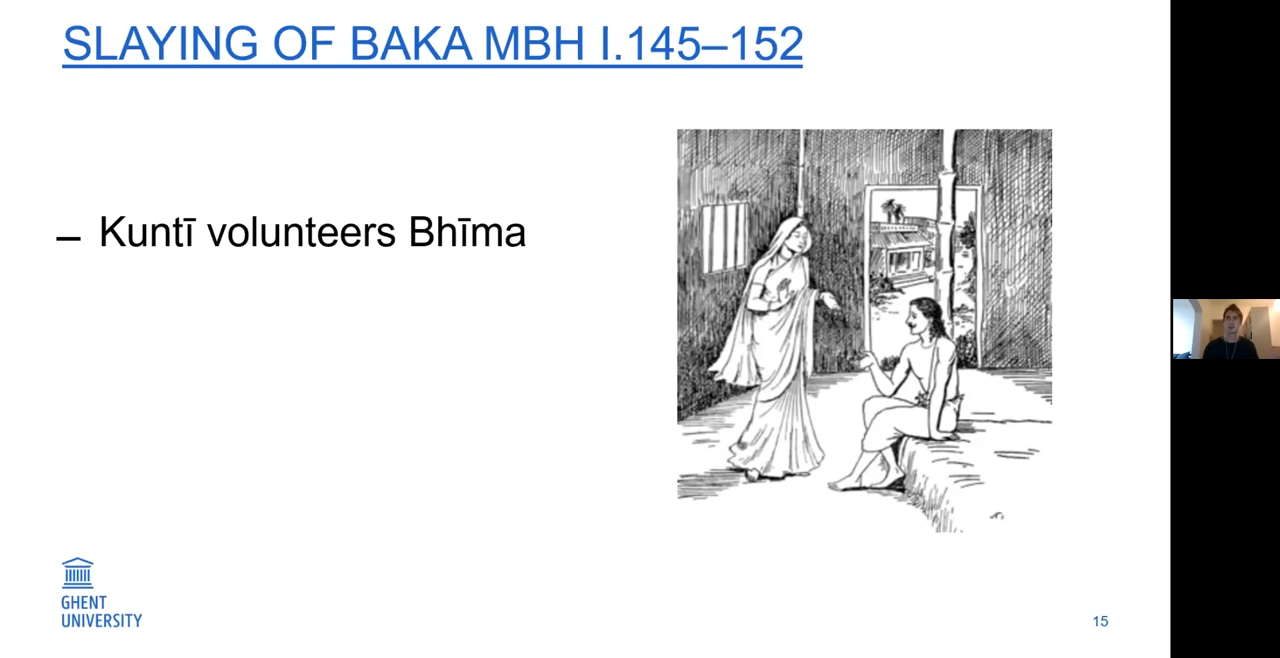 SLAYING OF BAKA MBH I.145–152
– Kuntī volunteers Bhīma
GHENT
UNIVERSITY
15